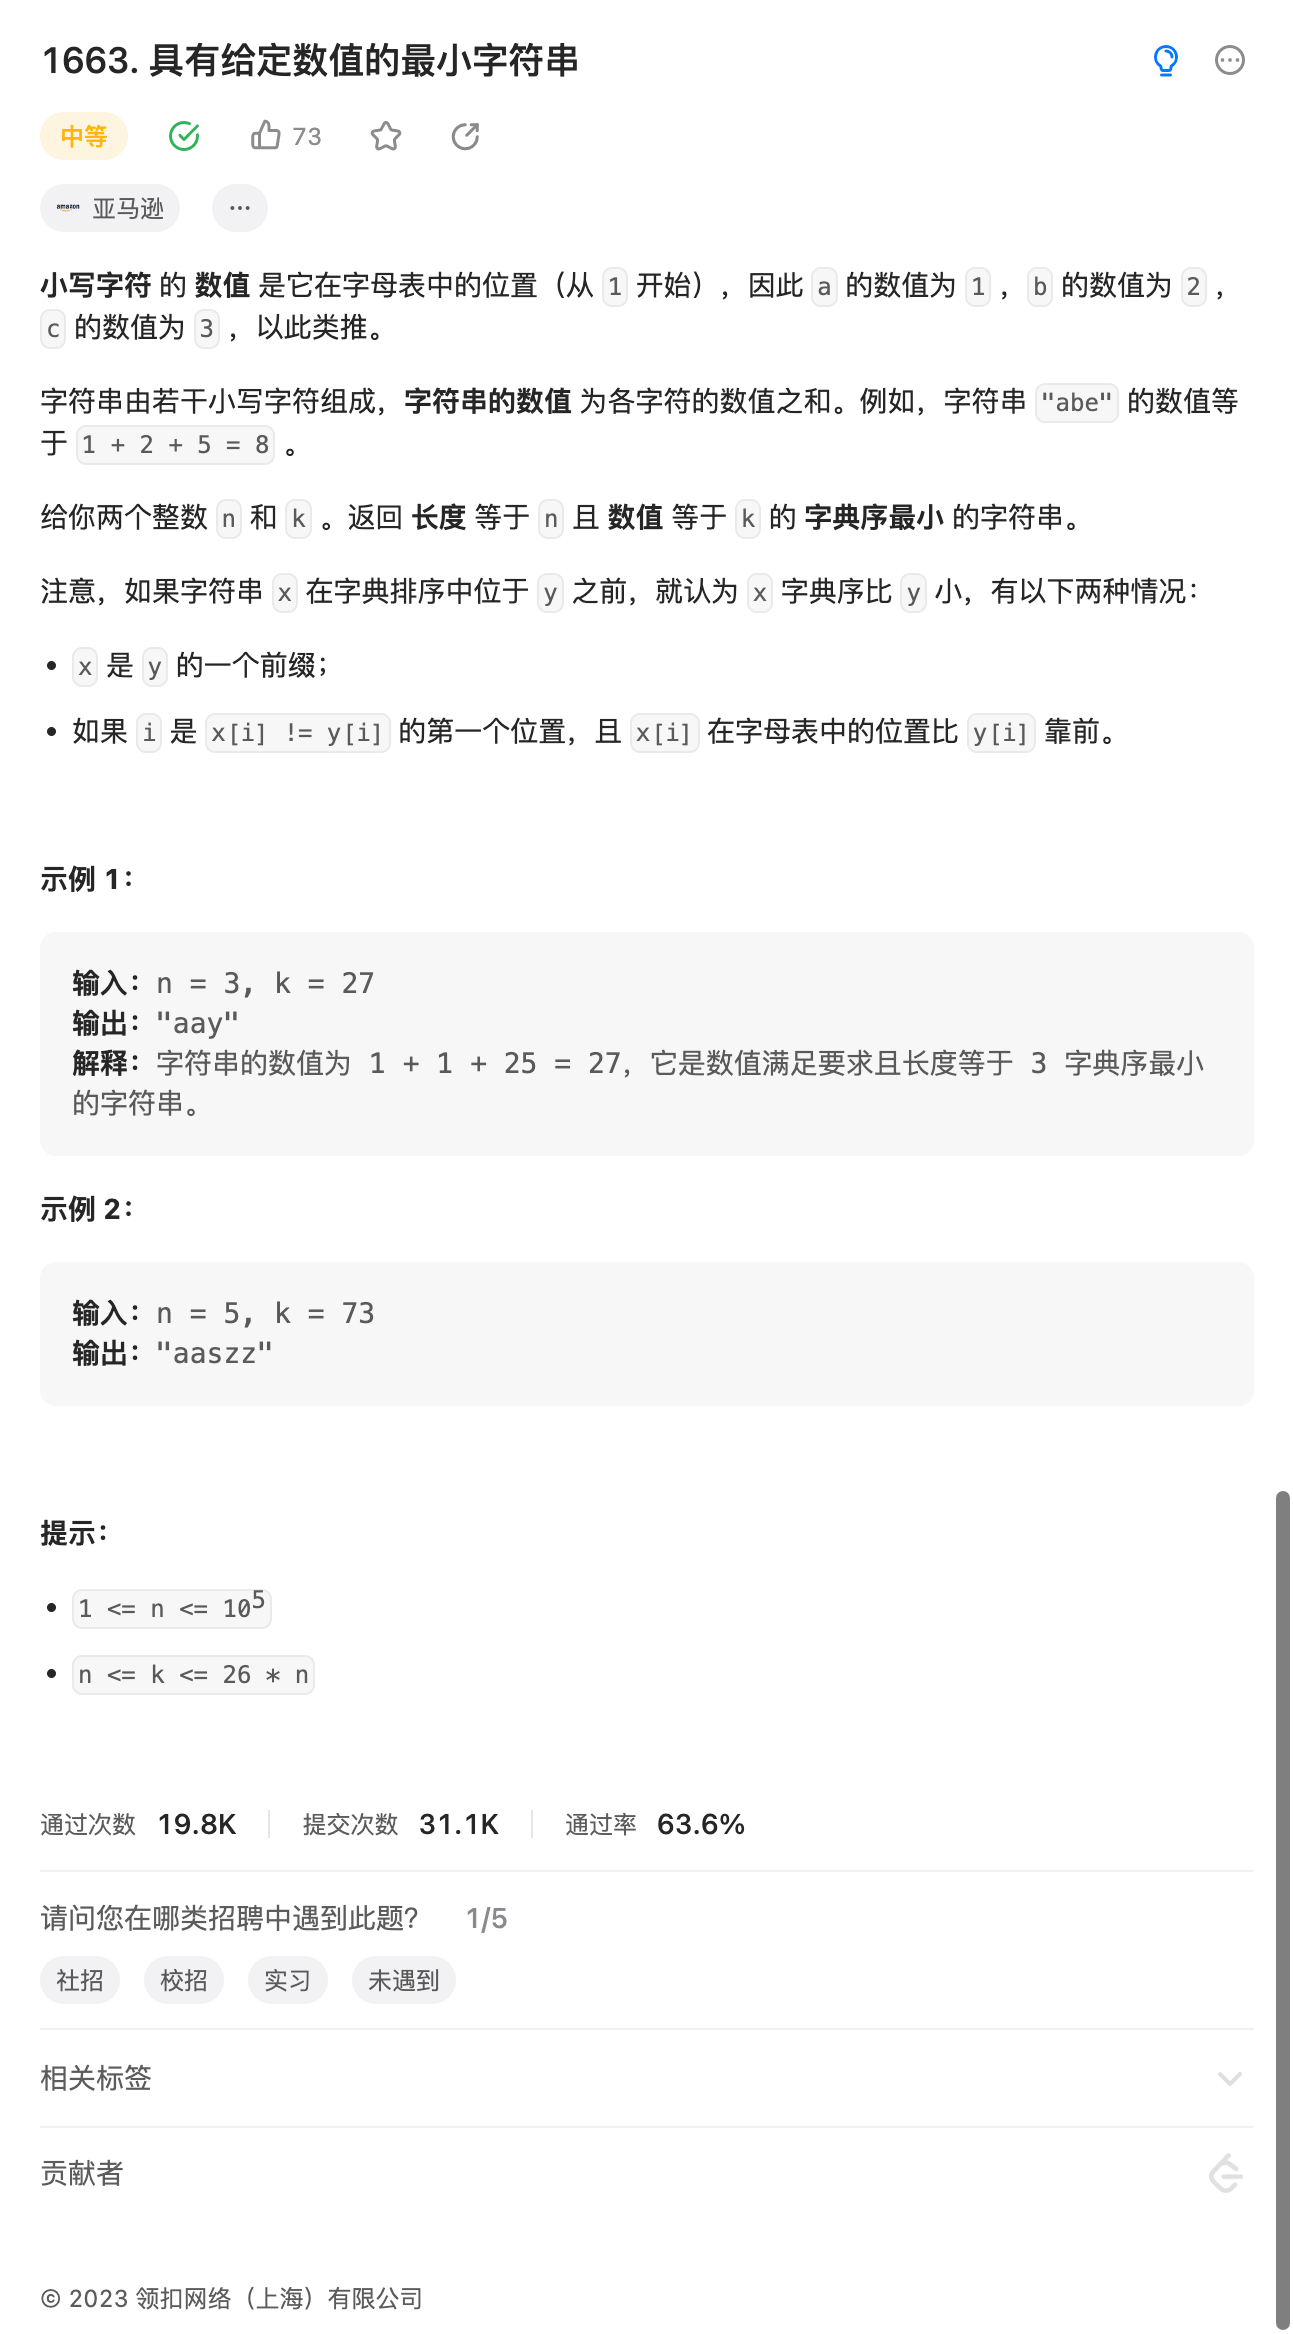 1663. 具有给定数值的最小字符串
中等 73
amazon 亚马逊 ...
小写字符 的 数值 是它在字母表中的位置（从 1 开始），因此 a 的数值为 1 ，b 的数值为 2 ，
c 的数值为 3 ，以此类推。
字符串由若干小写字符组成，字符串的数值 为各字符的数值之和。例如，字符串 "abe" 的数值等
于 1 + 2 + 5 = 8 。
给你两个整数 n 和 k 。返回 长度 等于 n 且 数值 等于 k 的 字典序最小 的字符串。
注意，如果字符串 x 在字典排序中位于 y 之前，就认为 x 字典序比 y 小，有以下两种情况：
• x 是 y 的一个前缀；
• 如果 i 是 x[i] != y[i] 的第一个位置，且 x[i] 在字母表中的位置比 y[i] 靠前。
示例 1：
输入：n = 3, k = 27
输出："aay"
解释：字符串的数值为 1 + 1 + 25 = 27，它是数值满足要求且长度等于 3 字典序最小
的字符串。
示例 2：
输入：n = 5, k = 73
输出："aaszz"
提示：
• 1 <= n <= 10⁵
• n <= k <= 26 * n
通过次数 19.8K 提交次数 31.1K 通过率 63.6%
请问您在哪类招聘中遇到此题? 1/5
社招 校招 实习 未遇到
相关标签
贡献者
© 2023 领扣网络（上海）有限公司